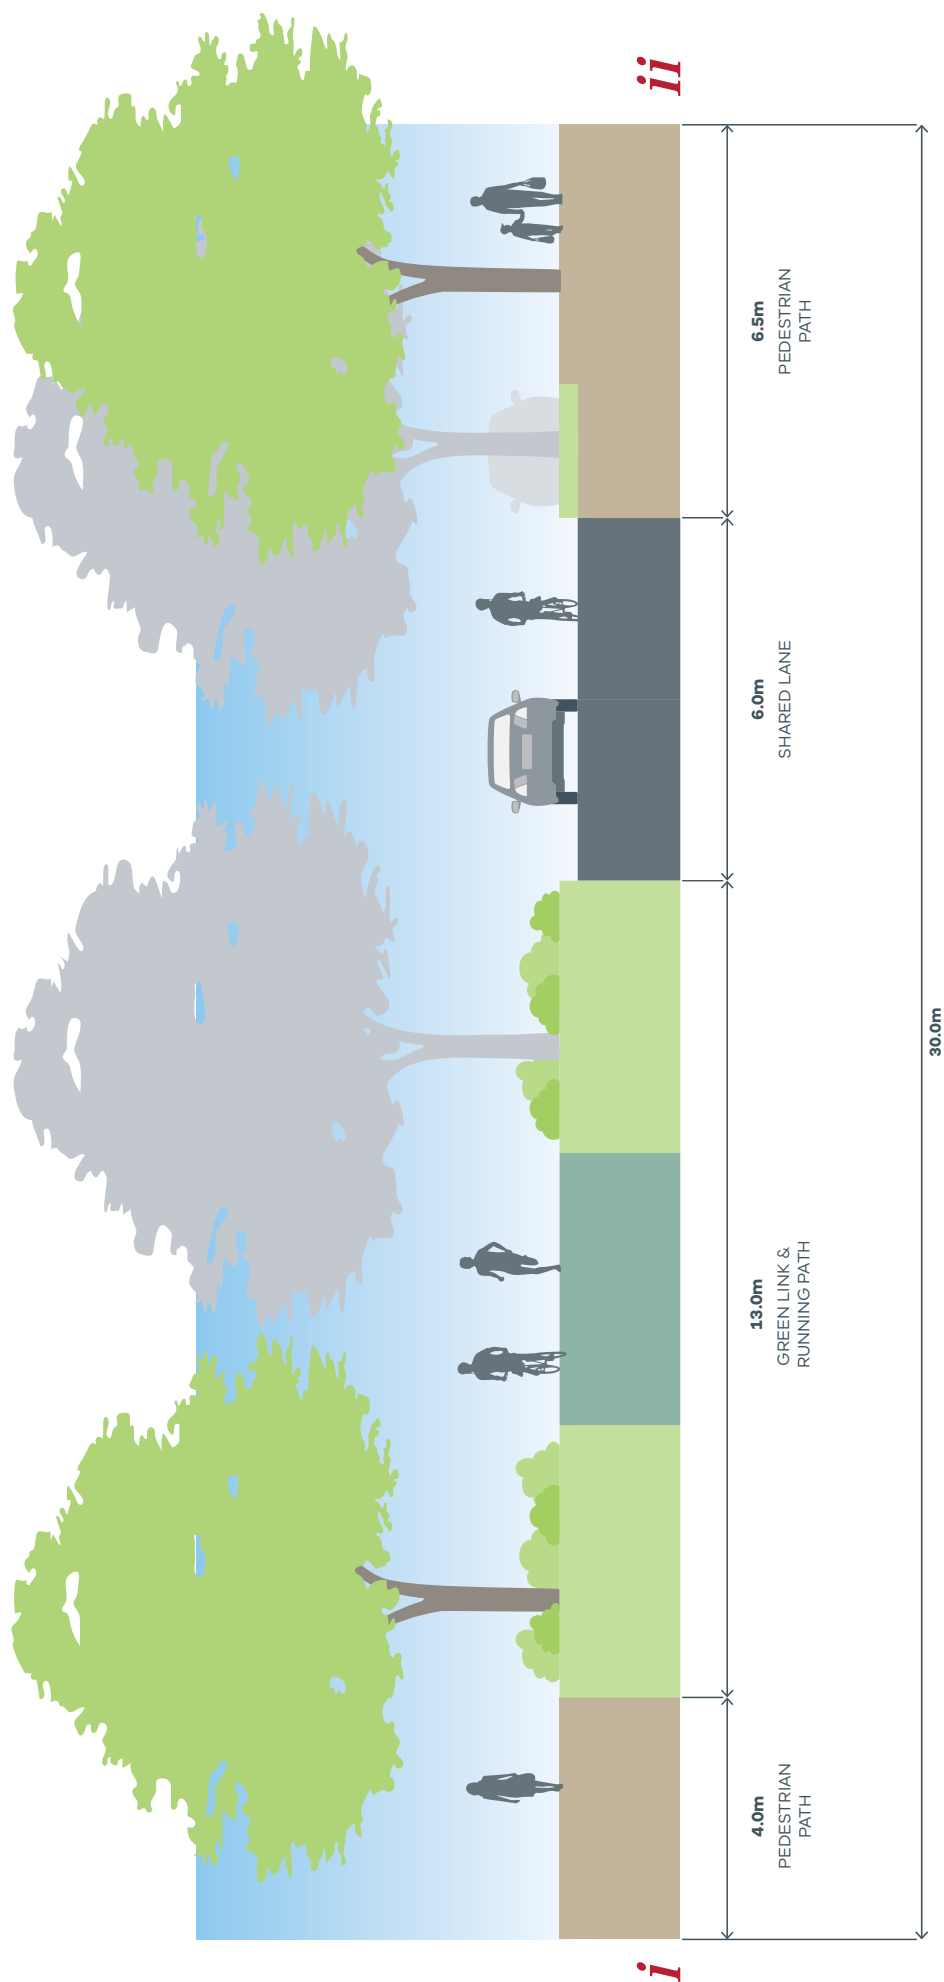 i
ii
4.0m
PEDESTRIAN
PATH
13.0m
GREEN LINK &
RUNNING PATH
6.0m
SHARED LANE
6.5m
PEDESTRIAN
PATH
30.0m